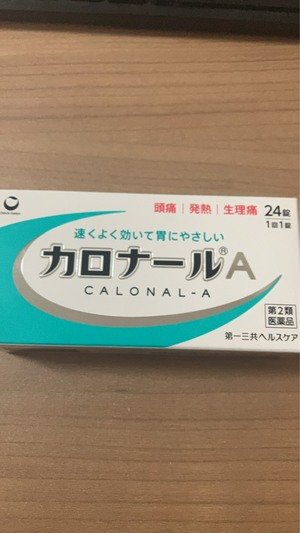 頭痛|発熱|生理痛 24錠
1回1錠
速くよく効いて胃にやさしい
カロナール®A
CALONAL-A
第2類
医薬品
第一三共ヘルスケア